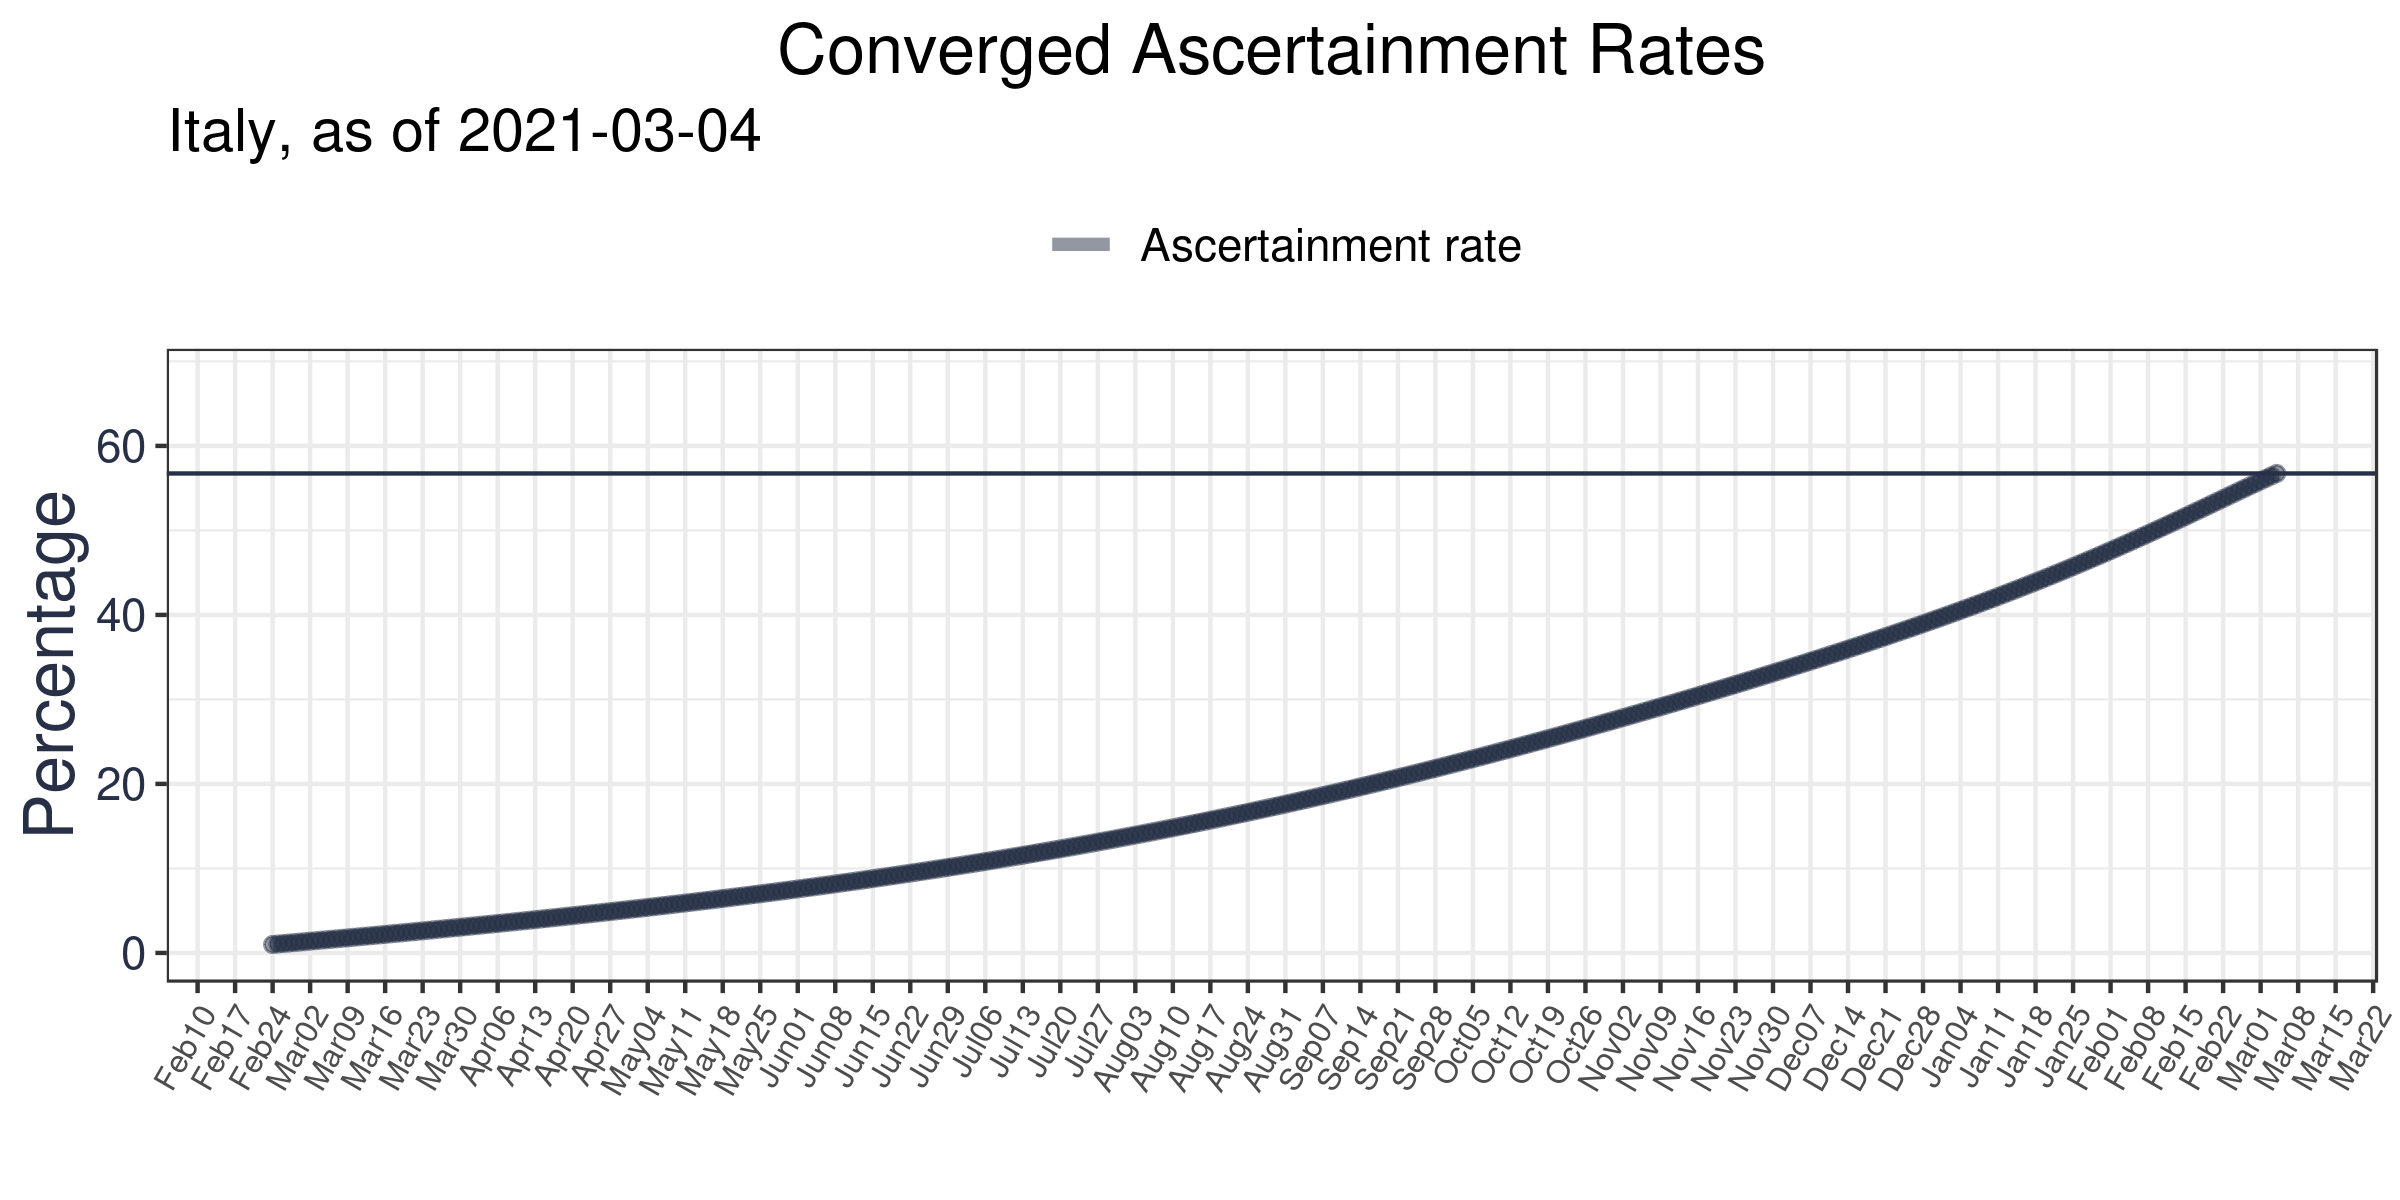 Converged Ascertainment Rates
Italy, as of 2021-03-04
Ascertainment rate
Percentage
60
40
20
0
Feb10 Feb17 Feb24 Mar02 Mar09 Mar16 Mar23 Mar30 Apr06 Apr13 Apr20 Apr27 May04 May11 May18 May25 Jun01 Jun08 Jun15 Jun22 Jun29 Jul06 Jul13 Jul20 Jul27 Aug03 Aug10 Aug17 Aug24 Aug31 Sep07 Sep14 Sep21 Sep28 Oct05 Oct12 Oct19 Oct26 Nov02 Nov09 Nov16 Nov23 Nov30 Dec07 Dec14 Dec21 Dec28 Jan04 Jan11 Jan18 Jan25 Feb01 Feb08 Feb15 Feb22 Mar01 Mar08 Mar15 Mar22